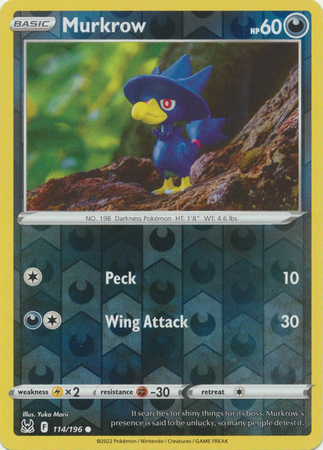 BASIC
Murkrow
HP60
NO. 198 Darkness Pokémon. HT. 1'8" WT. 4.6 lbs.
Peck 10
Wing Attack 30
weakness ×2 resistance -30 retreat
Illus. Yuka Morii
F 114/196
It searches for shiny things for its boss. Murkrow's
presence is said to be unlucky, so many people detest it.
©2022 Pokémon / Nintendo / Creatures / GAME FREAK